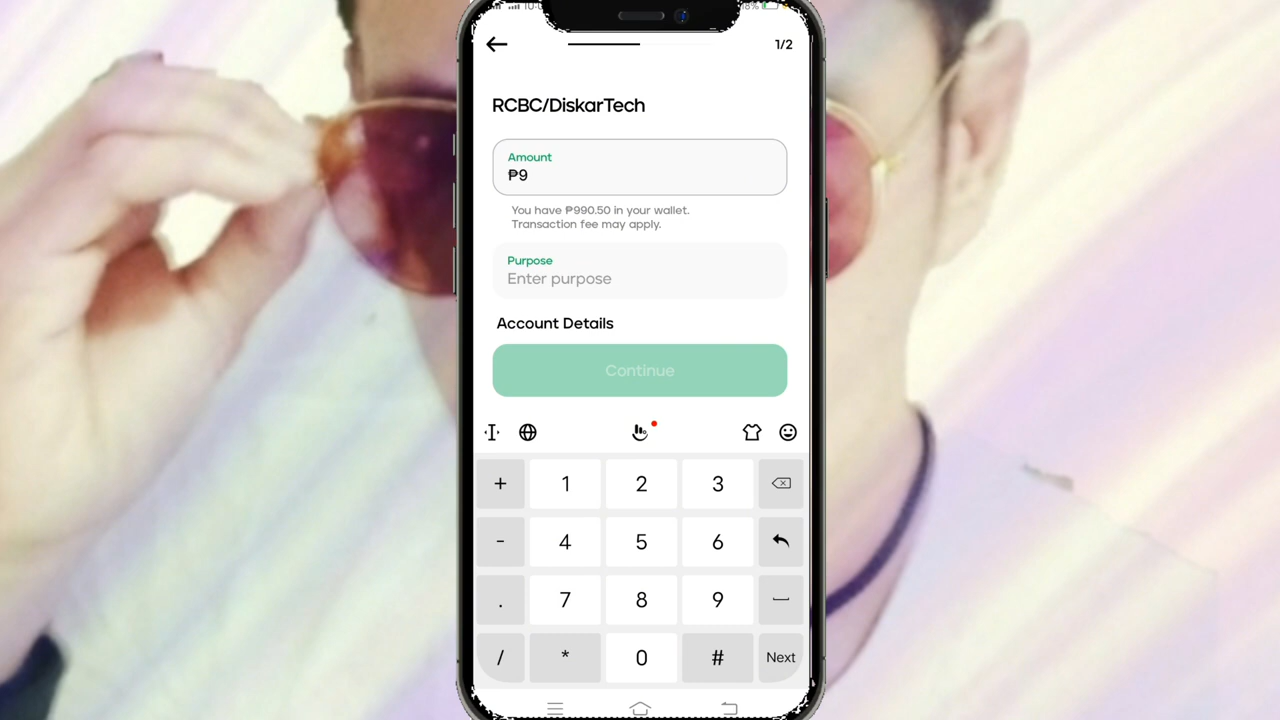 18%
1/2
RCBC/DiskarTech
Amount
₱9
You have ₱990.50 in your wallet.
Transaction fee may apply.
Purpose
Enter purpose
Account Details
Continue
+ 1 2 3
- 4 5 6
. 7 8 9
/ * 0 # Next